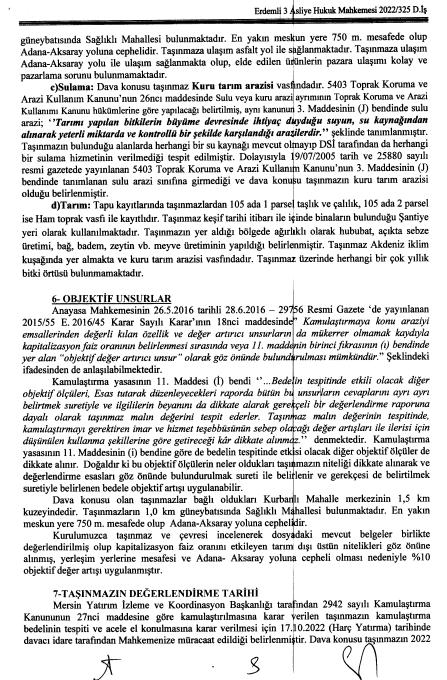 Erdemli 3 Asliye Hukuk Mahkemesi 2022/325 D.İş
güneybatısında Sağlıklı Mahallesi bulunmaktadır. En yakın meskun yere 750 m. mesafede olup
Adana-Aksaray yoluna cephelidir. Taşınmaza ulaşım asfalt yol ile sağlanmaktadır. Taşınmaza ulaşım
Adana-Aksaray yolu ile ulaşım sağlanmakta olup, elde edilen ürünlerin pazara ulaşımı kolay ve
pazarlama sorunu bulunmamaktadır.
c)Sulama: Dava konusu taşınmaz Kuru tarım arazisi vasfındadır. 5403 Toprak Koruma ve
Arazi Kullanım Kanunu'nun 26ncı maddesinde Sulu veya kuru arazi ayrımının Toprak Koruma ve Arazi
Kullanımı Kanunu hükümlerine göre yapılacağı belirtilmiş, aynı kanunun 3. Maddesinin (J) bendinde sulu
arazi; ''Tarımı yapılan bitkilerin büyüme devresinde ihtiyaç duyduğu suyun, su kaynağından
alınarak yeterli miktarda ve kontrollü bir şekilde karşılandığı arazilerdir.'' şeklinde tanımlanmıştır.
Taşınmazın bulunduğu alanlarda herhangi bir su kaynağı mevcut olmayıp DSİ tarafından da herhangi
bir sulama hizmetinin verilmediği tespit edilmiştir. Dolayısıyla 19/07/2005 tarih ve 25880 sayılı
resmi gazetede yayınlanan 5403 Toprak Koruma ve Arazi Kullanım Kanunu'nun 3. Maddesinin (J)
bendinde tanımlanan sulu arazi sınıfına girmediği ve dava konusu taşınmazın kuru tarım arazisi
olduğu belirlenmiştir.
d)Tarım: Tapu kayıtlarında taşınmazlardan 105 ada 1 parsel taşlık ve çalılık, 105 ada 2 parsel
ise Ham toprak vasfı ile kayıtlıdır. Taşınmaz keşif tarihi itibari ile içinde binaların bulunduğu Şantiye
yeri olarak kullanılmaktadır. Taşınmazın yer aldığı bölgede ağırlıklı olarak hububat, açıkta sebze
üretimi, bağ, badem, zeytin vb. meyve üretiminin yapıldığı belirlenmiştir. Taşınmaz Akdeniz iklim
kuşağında yer almakta ve kuru tarım arazisi olarak kullanılmaktadır. Taşınmaz üzerinde herhangi bir çok yıllık
bitki örtüsü bulunmamaktadır.
6- OBJEKTİF UNSURLAR
Anayasa Mahkemesinin 26.5.2016 tarihli 28.6.2016 – 29756 Resmi Gazete 'de yayınlanan
2015/55 E. 2016/45 Karar Sayılı Karar'ının 18nci maddesinde" Kamulaştırmaya konu araziyi
emsallerinden değerli kılan özellik ve değer artırıcı unsurların da mükerrer olmamak kaydıyla
kapitalizasyon faiz oranının belirlenmesi sırasında veya 11. maddenin birinci fıkrasının (ı) bendinde
yer alan "objektif değer artırıcı unsur" olarak göz önünde bulundurulması mümkündür." Şeklindeki
ifadesinden de anlaşılabilmektedir.
Kamulaştırma yasasının 11. Maddesi (İ) bendi ''…Bedelin tespitinde etkili olacak diğer
objektif ölçüleri, Esas tutarak düzenleyecekleri raporda bütün bu unsurların cevaplarını ayrı ayrı
belirtmek suretiyle ve ilgililerin beyanını da dikkate alarak gerekçeli bir değerlendirme raporuna
dayalı olarak taşınmaz malın değerini tespit ederler. Taşınmaz malın değerinin tespitinde,
kamulaştırmayı gerektiren imar ve hizmet teşebbüsünün sebep olacağı değer artışları ile ilerisi için
düşünülen kullanma şekillerine göre getireceği kâr dikkate alınmaz.'' denmektedir. Kamulaştırma
yasasının 11. Maddesinin (i) bendine göre de bedelin tespitinde etkisi olacak diğer objektif ölçüler de
dikkate alınır. Doğaldır ki bu objektif ölçülerin neler oldukları taşınmazın niteliği dikkate alınarak ve
değerlendirme esasları göz önünde bulundurulmak sureti ile belirlenir ve gerekçesi de belirtilmek
suretiyle belirlenen bedele objektif artış uygulanabilir.
Dava konusu olan taşınmazlar bağlı oldukları Kurbanlı Mahalle merkezinin 1,5 km
kuzeyindedir. Taşınmazların 1,0 km güneybatısında Sağlıklı Mahallesi bulunmaktadır. En yakın
meskun yere 750 m. mesafede olup Adana-Aksaray yoluna cephelidir.
Kurulumuzca taşınmaz ve çevresi incelenerek dosyadaki mevcut belgeler birlikte
değerlendirilmiş olup kapitalizasyon faiz oranını etkileyen tarım dışı üstün nitelikleri göz önüne
alınmış, yerleşim yerlerine mesafesi ve Adana- Aksaray yoluna cepheli olması nedeniyle %10
objektif değer artışı uygulanmıştır.
7-TAŞINMAZIN DEĞERLENDİRME TARİHİ
Mersin Yatırım İzleme ve Koordinasyon Başkanlığı tarafından 2942 sayılı Kamulaştırma
Kanununun 27nci maddesine göre kamulaştırılmasına karar verilen taşınmazın kamulaştırma
bedelinin tespiti ve acele el konulmasına karar verilmesi için 17.10.2022 (Harç Yatırma) tarihinde
davacı idare tarafından Mahkemenize müracaat edildiği belirlenmiştir. Dava konusu taşınmazın 2022